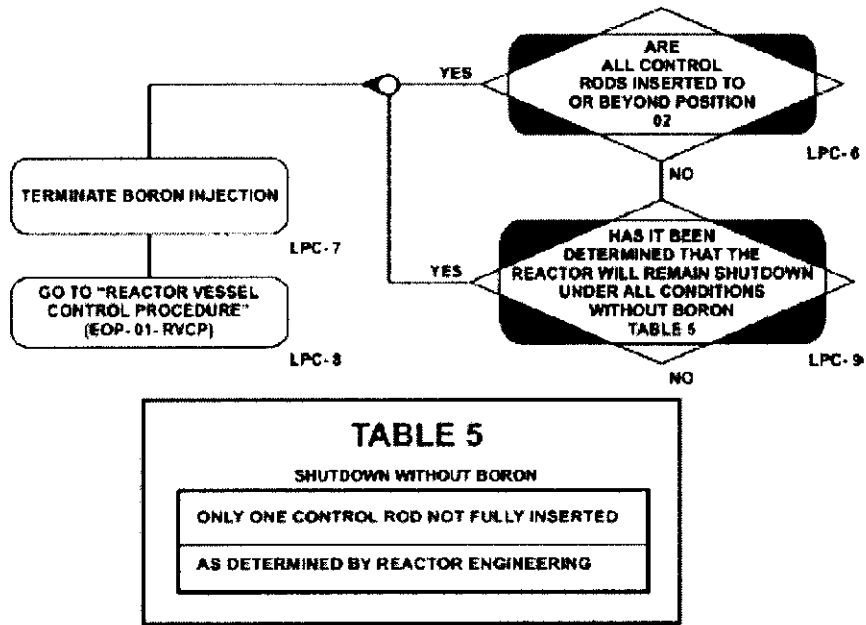 ARE
ALL CONTROL
RODS INSERTED TO
OR BEYOND POSITION
02
YES
LPC-6
NO
TERMINATE BORON INJECTION
LPC-7
HAS IT BEEN
DETERMINED THAT THE
REACTOR WILL REMAIN SHUTDOWN
UNDER ALL CONDITIONS
WITHOUT BORON
TABLE 5
YES
LPC-9
NO
GO TO "REACTOR VESSEL
CONTROL PROCEDURE"
(EOP-01-RVCP)
LPC-8
TABLE 5
SHUTDOWN WITHOUT BORON
ONLY ONE CONTROL ROD NOT FULLY INSERTED
AS DETERMINED BY REACTOR ENGINEERING